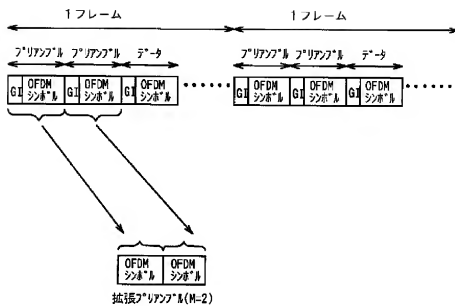 1フレーム 1フレーム
プリアンブル プリアンブル データ プリアンブル プリアンブル データ
GI OFDM シンボル GI OFDM シンボル GI OFDM シンボル ・・・・・・ GI OFDM シンボル GI OFDM シンボル GI OFDM シンボル ・・・・・・
OFDM シンボル OFDM シンボル
拡張プリアンブル(M=2)